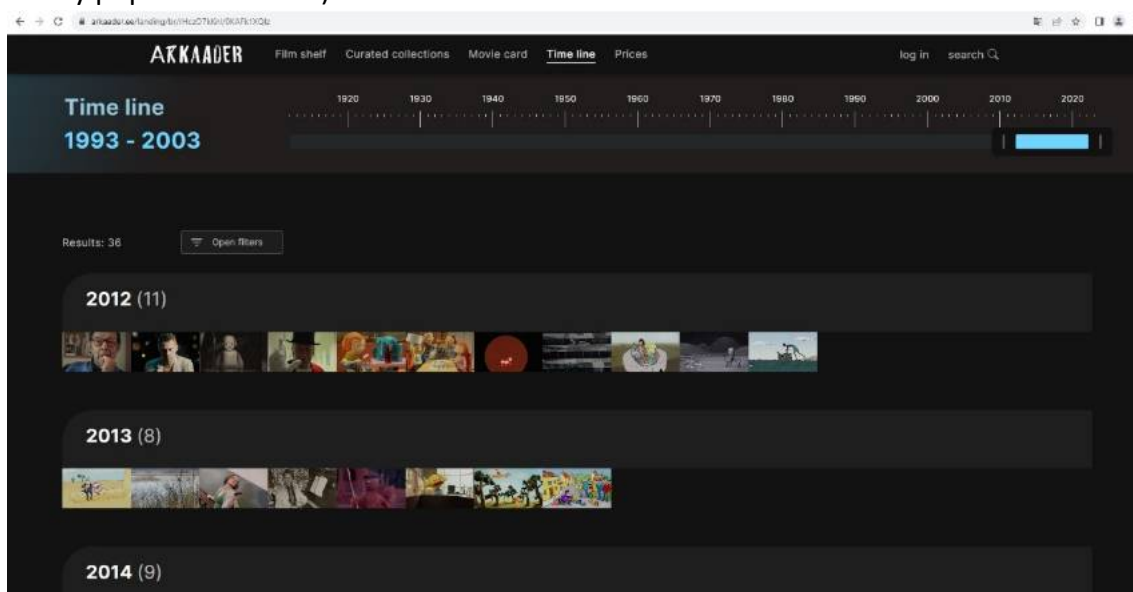 ARKAADER Film shelf Curated collections Movie card Time line Prices log in search
1920 1930 1940 1950 1960 1970 1980 1990 2000 2010 2020
Time line
1993 - 2003
Results: 36 Open filters
2012 (11)
2013 (8)
2014 (9)